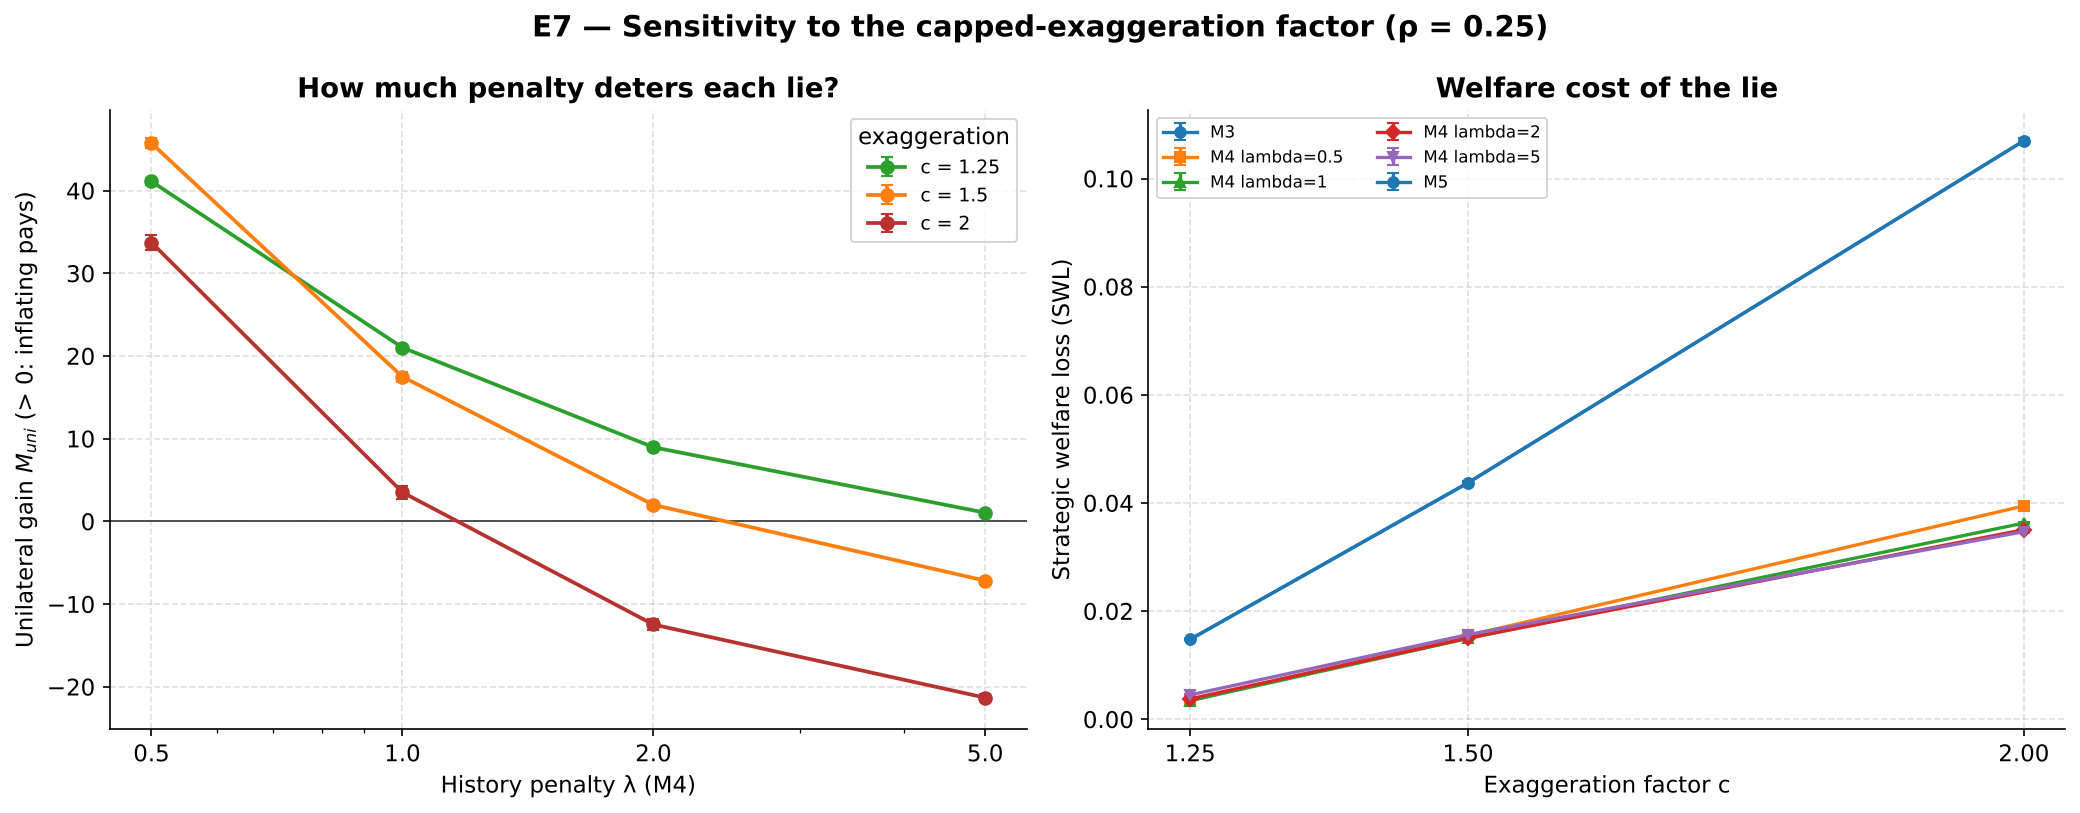 E7 — Sensitivity to the capped-exaggeration factor (ρ = 0.25)
How much penalty deters each lie?
Unilateral gain M_uni (> 0: inflating pays)
40
30
20
10
0
−10
−20
exaggeration
c = 1.25
c = 1.5
c = 2
0.5
1.0
2.0
5.0
History penalty λ (M4)
Welfare cost of the lie
Strategic welfare loss (SWL)
0.10
0.08
0.06
0.04
0.02
0.00
M3
M4 lambda=0.5
M4 lambda=1
M4 lambda=2
M4 lambda=5
M5
1.25
1.50
2.00
Exaggeration factor c